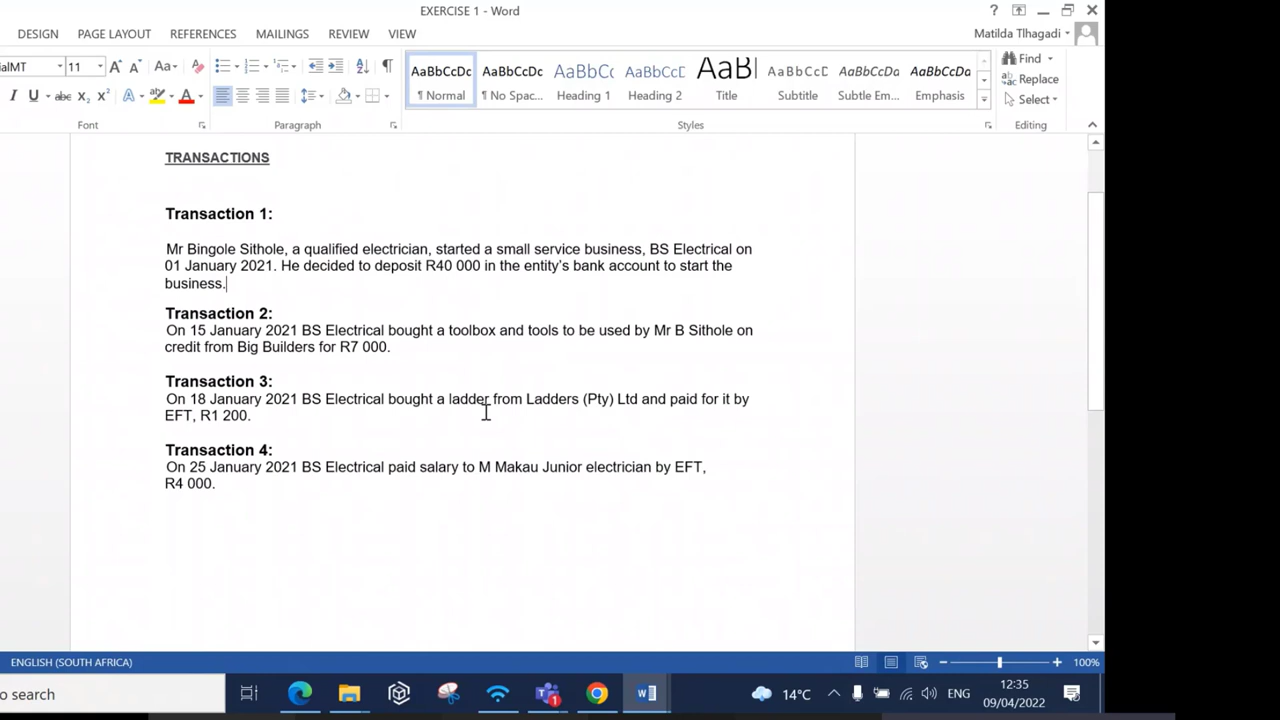 EXERCISE 1 - Word
DESIGN PAGE LAYOUT REFERENCES MAILINGS REVIEW VIEW
Matilda Tlhagadi
ialMT 11
AaBbCcDc AaBbCcDc AaBbCc AaBbCcC AaB AaBbCcC AaBbCcDa AaBbCcDa
¶ Normal ¶ No Spac... Heading 1 Heading 2 Title Subtitle Subtle Em... Emphasis
Find
Replace
Select
Font Paragraph Styles Editing
TRANSACTIONS
Transaction 1:
Mr Bingole Sithole, a qualified electrician, started a small service business, BS Electrical on
01 January 2021. He decided to deposit R40 000 in the entity’s bank account to start the
business.
Transaction 2:
On 15 January 2021 BS Electrical bought a toolbox and tools to be used by Mr B Sithole on
credit from Big Builders for R7 000.
Transaction 3:
On 18 January 2021 BS Electrical bought a ladder from Ladders (Pty) Ltd and paid for it by
EFT, R1 200.
Transaction 4:
On 25 January 2021 BS Electrical paid salary to M Makau Junior electrician by EFT,
R4 000.
ENGLISH (SOUTH AFRICA) 100%
o search 14°C ENG 12:35
09/04/2022